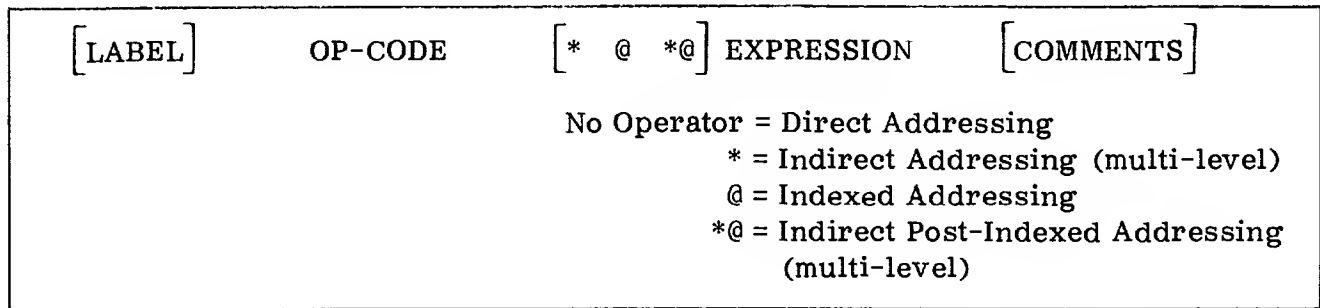 [LABEL] OP-CODE [* @ *@] EXPRESSION [COMMENTS]
No Operator = Direct Addressing
* = Indirect Addressing (multi-level)
@ = Indexed Addressing
*@ = Indirect Post-Indexed Addressing
(multi-level)